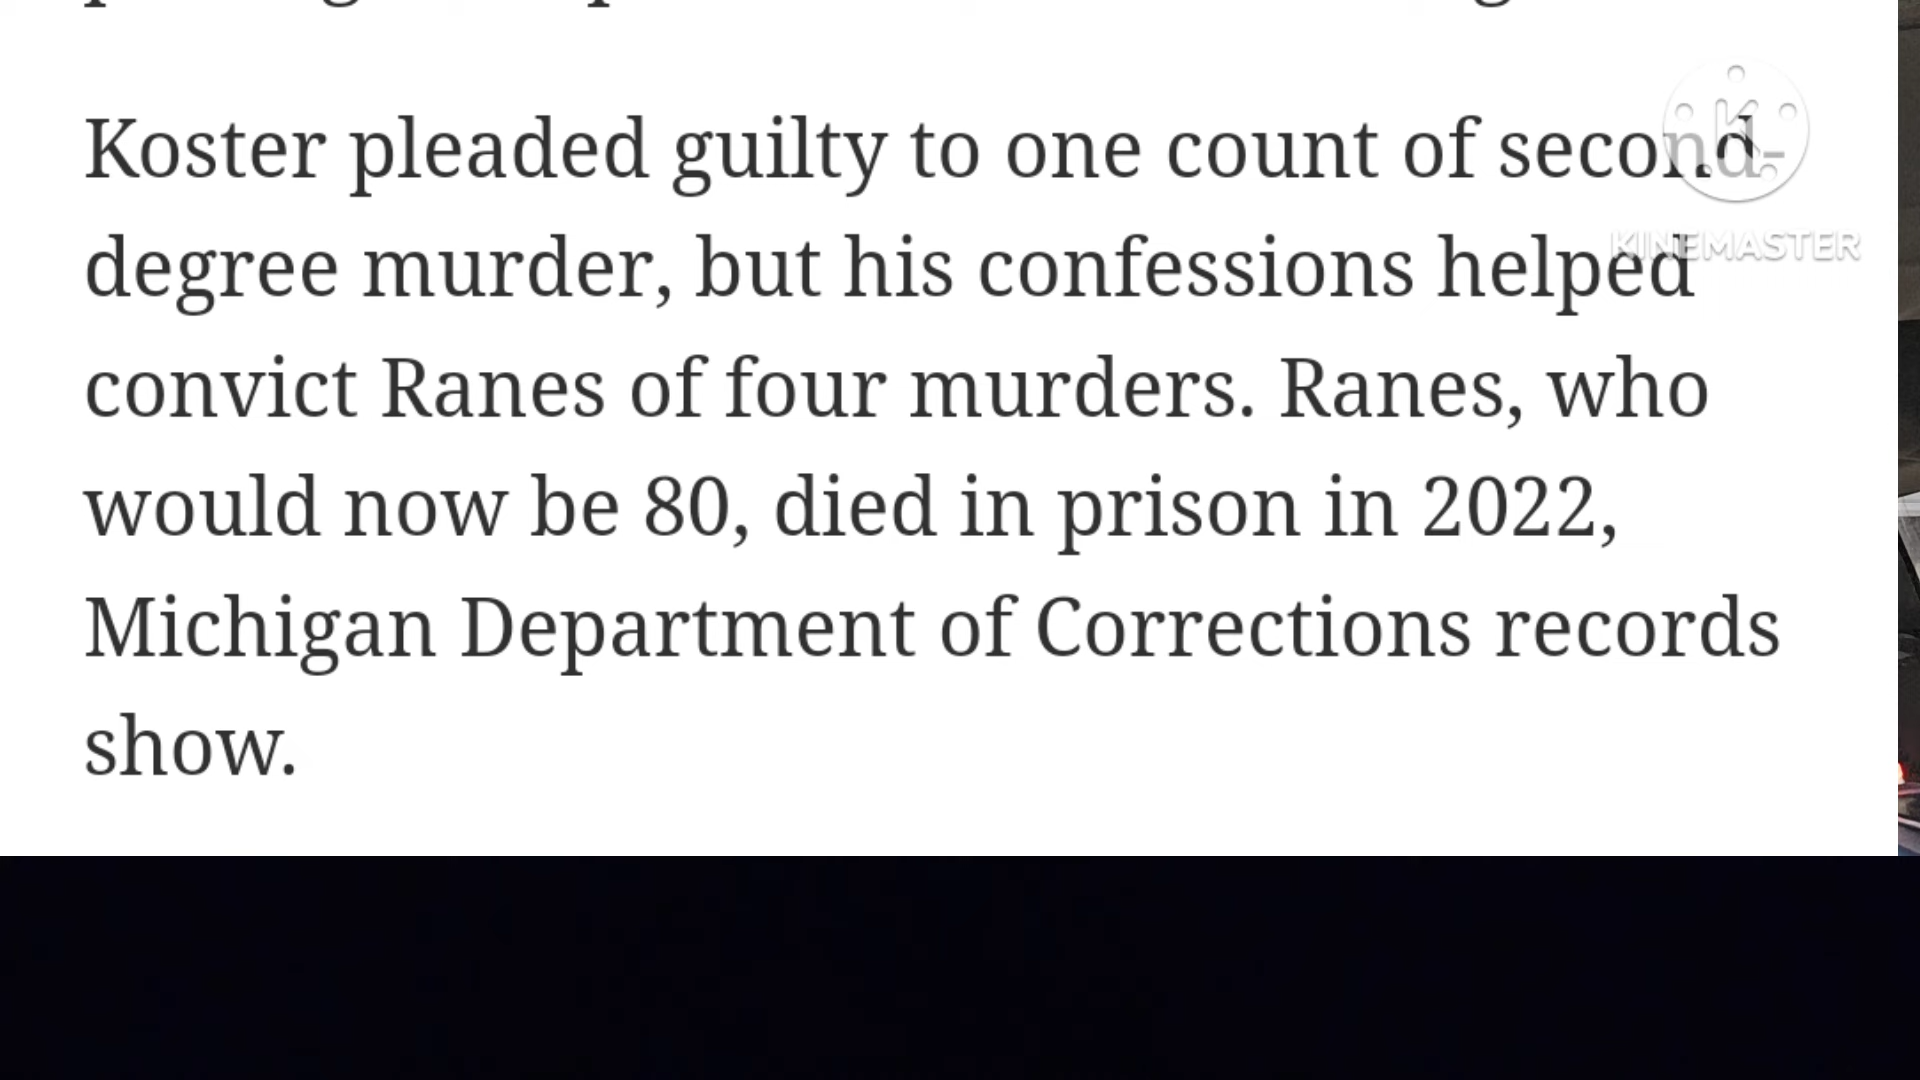 Koster pleaded guilty to one count of second-
degree murder, but his confessions helped
convict Ranes of four murders. Ranes, who
would now be 80, died in prison in 2022,
Michigan Department of Corrections records
show.
KINEMASTER